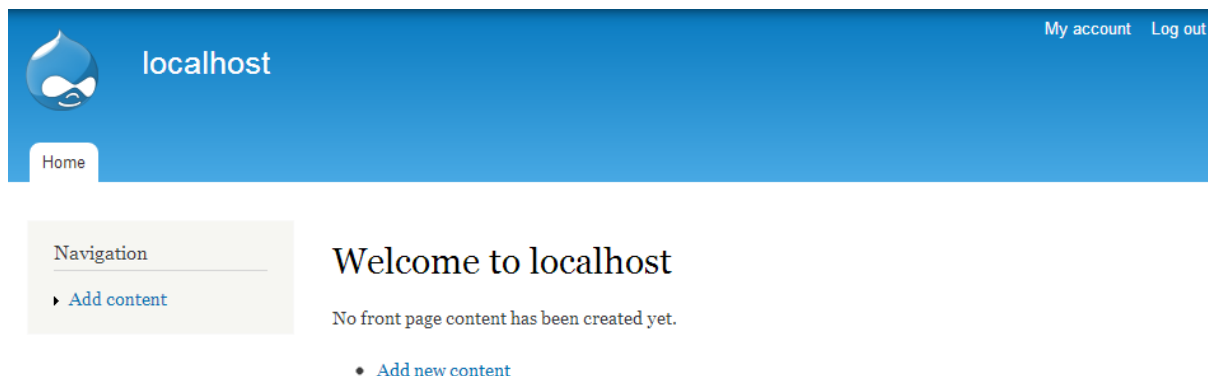 My account Log out
localhost
Home
Navigation
Add content
Welcome to localhost
No front page content has been created yet.
Add new content